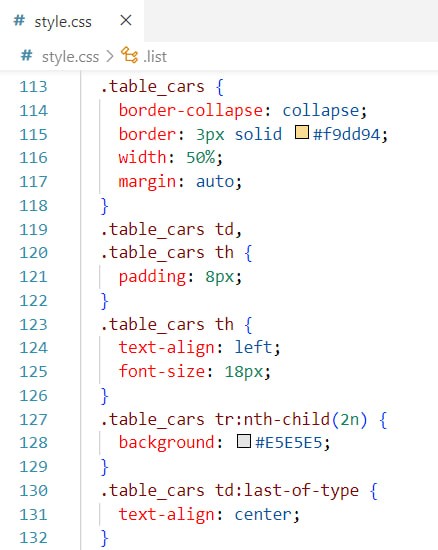 # style.css ×
# style.css > .list
113 .table_cars {
114   border-collapse: collapse;
115   border: 3px solid #f9dd94;
116   width: 50%;
117   margin: auto;
118 }
119 .table_cars td,
120 .table_cars th {
121   padding: 8px;
122 }
123 .table_cars th {
124   text-align: left;
125   font-size: 18px;
126 }
127 .table_cars tr:nth-child(2n) {
128   background: #E5E5E5;
129 }
130 .table_cars td:last-of-type {
131   text-align: center;
132 }